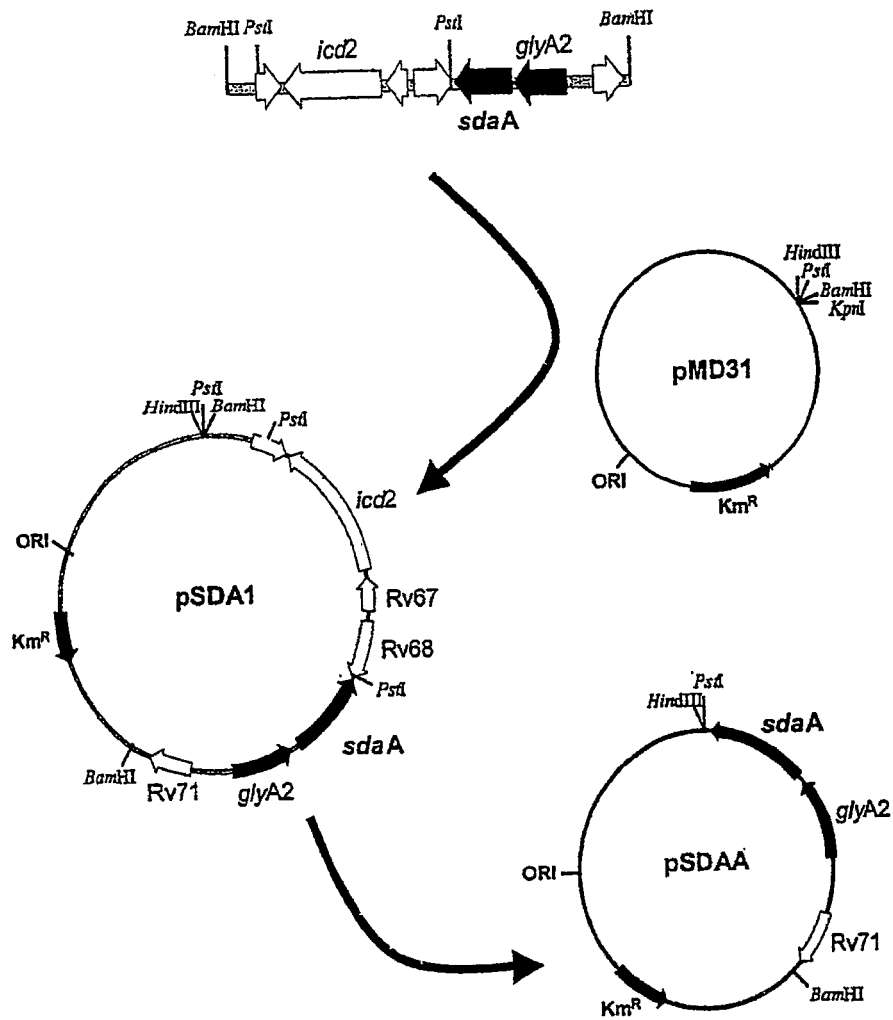 BamHI PstI
icd2
PstI
glyA2
BamHI
sdaA
HindIII
PstI
BamHI
KpnI
pMD31
ORI
KmR
PstI
HindIII BamHI
PstI
icd2
ORI
pSDA1
Rv67
KmR
Rv68
PstI
sdaA
BamHI
Rv71
glyA2
PstI
HindIII
sdaA
glyA2
ORI
pSDAA
Rv71
KmR
BamHI